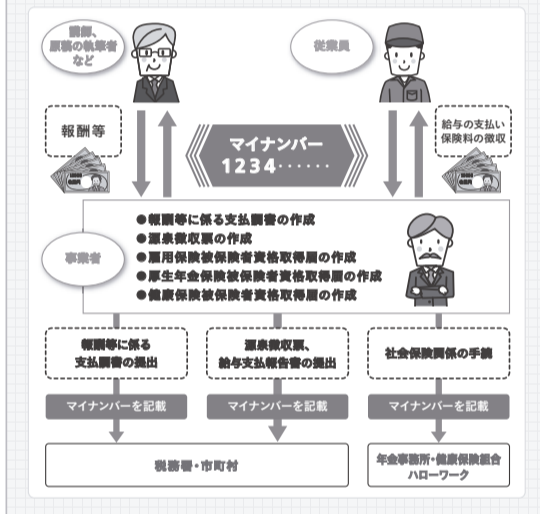 講師、
原稿の執筆者
など
従業員
報酬等
マイナンバー
1234‥‥‥
給与の支払い
保険料の徴収
事業者
●報酬等に係る支払調書の作成
●源泉徴収票の作成
●雇用保険被保険者資格取得届の作成
●厚生年金保険被保険者資格取得届の作成
●健康保険被保険者資格取得届の作成
報酬等に係る
支払調書の提出
源泉徴収票、
給与支払報告書の提出
社会保険関係の手続
マイナンバーを記載
マイナンバーを記載
マイナンバーを記載
税務署・市町村
年金事務所・健康保険組合
ハローワーク